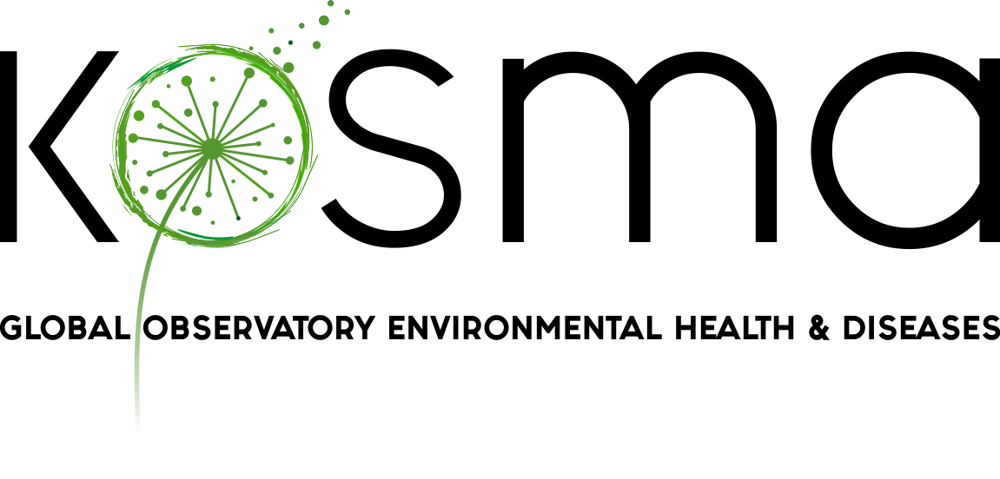 kosma
GLOBAL OBSERVATORY ENVIRONMENTAL HEALTH & DISEASES